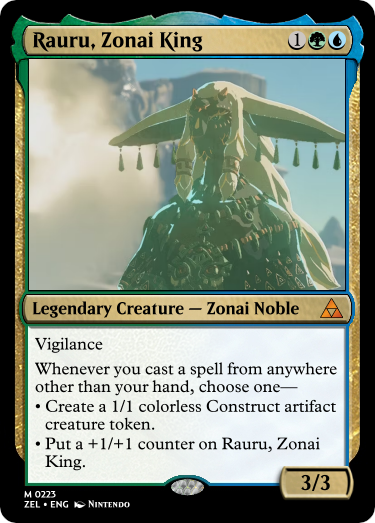 Rauru, Zonai King 1
Legendary Creature — Zonai Noble
Vigilance
Whenever you cast a spell from anywhere
other than your hand, choose one—
• Create a 1/1 colorless Construct artifact
creature token.
• Put a +1/+1 counter on Rauru, Zonai
King.
3/3
M 0223
ZEL • ENG Nintendo